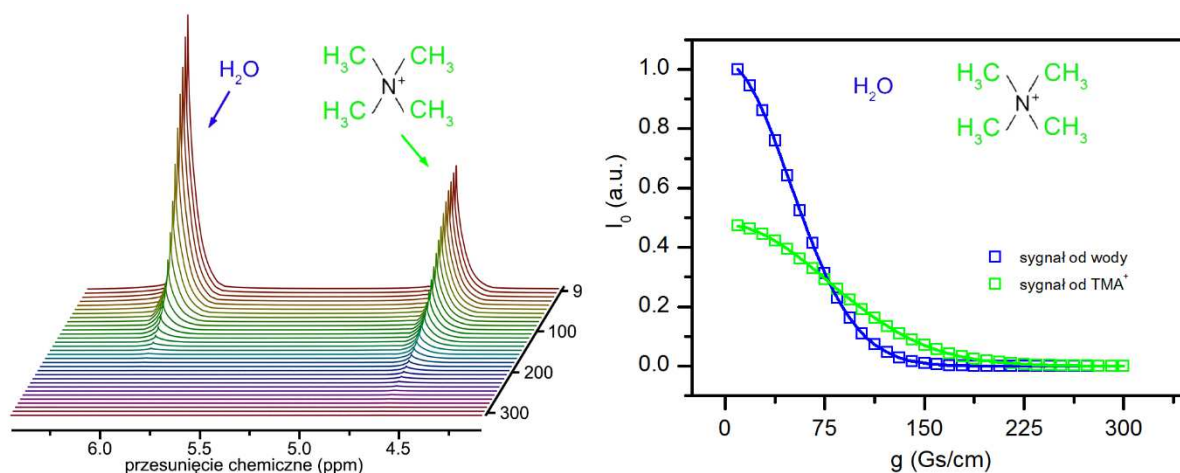 H₂O
H₃C CH₃
N⁺
H₃C CH₃
9
100
200
300
6.0 5.5 5.0 4.5
przesunięcie chemiczne (ppm)
I₀ (a.u.)
1.0
0.8
0.6
0.4
0.2
0.0
H₂O
H₃C CH₃
N⁺
H₃C CH₃
sygnał od wody
sygnał od TMA⁺
0 75 150 225 300
g (Gs/cm)